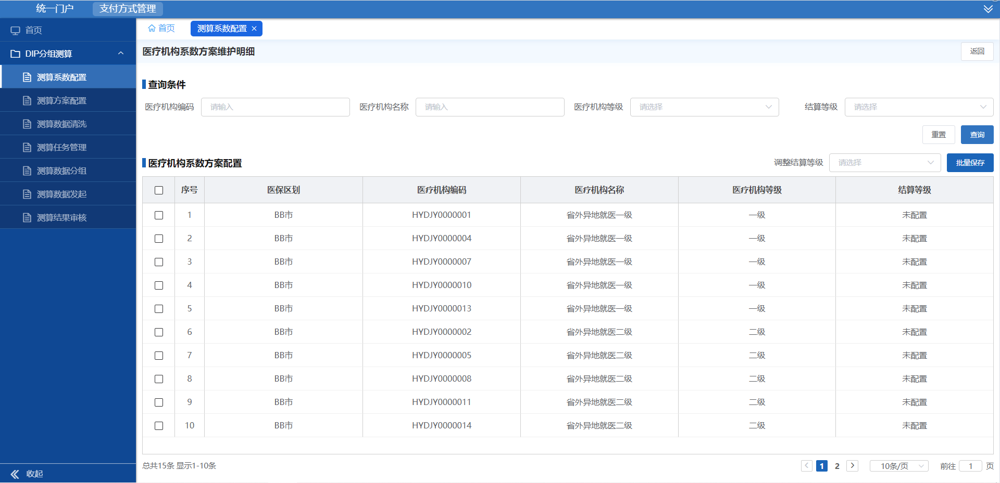 统一门户 支付方式管理
首页
DIP分组测算
测算系数配置
测算方案配置
测算数据清洗
测算任务管理
测算数据分组
测算数据发起
测算结果审核
收起
首页 测算系数配置 ×
医疗机构系数方案维护明细 返回
查询条件
医疗机构编码 请输入 医疗机构名称 请输入 医疗机构等级 请选择 结算等级 请选择
重置 查询
医疗机构系数方案配置 调整结算等级 请选择 批量保存
序号 医保区划 医疗机构编码 医疗机构名称 医疗机构等级 结算等级
1 BB市 HYDJY0000001 省外异地就医一级 一级 未配置
2 BB市 HYDJY0000004 省外异地就医一级 一级 未配置
3 BB市 HYDJY0000007 省外异地就医一级 一级 未配置
4 BB市 HYDJY0000010 省外异地就医一级 一级 未配置
5 BB市 HYDJY0000013 省外异地就医一级 一级 未配置
6 BB市 HYDJY0000002 省外异地就医二级 二级 未配置
7 BB市 HYDJY0000005 省外异地就医二级 二级 未配置
8 BB市 HYDJY0000008 省外异地就医二级 二级 未配置
9 BB市 HYDJY0000011 省外异地就医二级 二级 未配置
10 BB市 HYDJY0000014 省外异地就医二级 二级 未配置
总共15条 显示1-10条 1 2 10条/页 前往 1 页